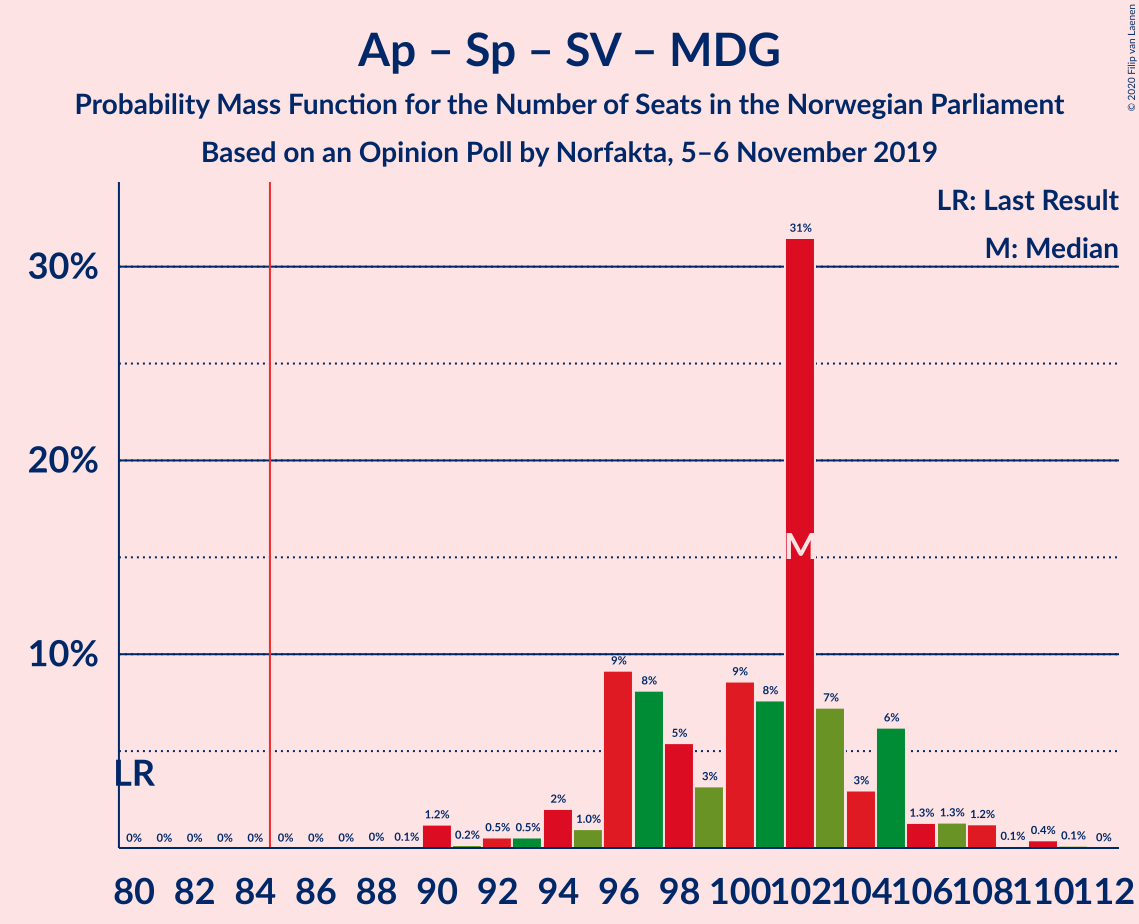 Ap – Sp – SV – MDG
Probability Mass Function for the Number of Seats in the Norwegian Parliament
Based on an Opinion Poll by Norfakta, 5–6 November 2019
© 2020 Filip van Laenen
LR: Last Result
M: Median
30%
20%
10%
LR
M
0% 0% 0% 0% 0% 0% 0% 0% 0% 0.1% 1.2% 0.2% 0.5% 0.5% 2% 1.0% 9% 8% 5% 3% 9% 8% 31% 7% 3% 6% 1.3% 1.3% 1.2% 0.1% 0.4% 0.1% 0%
80 82 84 86 88 90 92 94 96 98 100 102 104 106 108 110 112